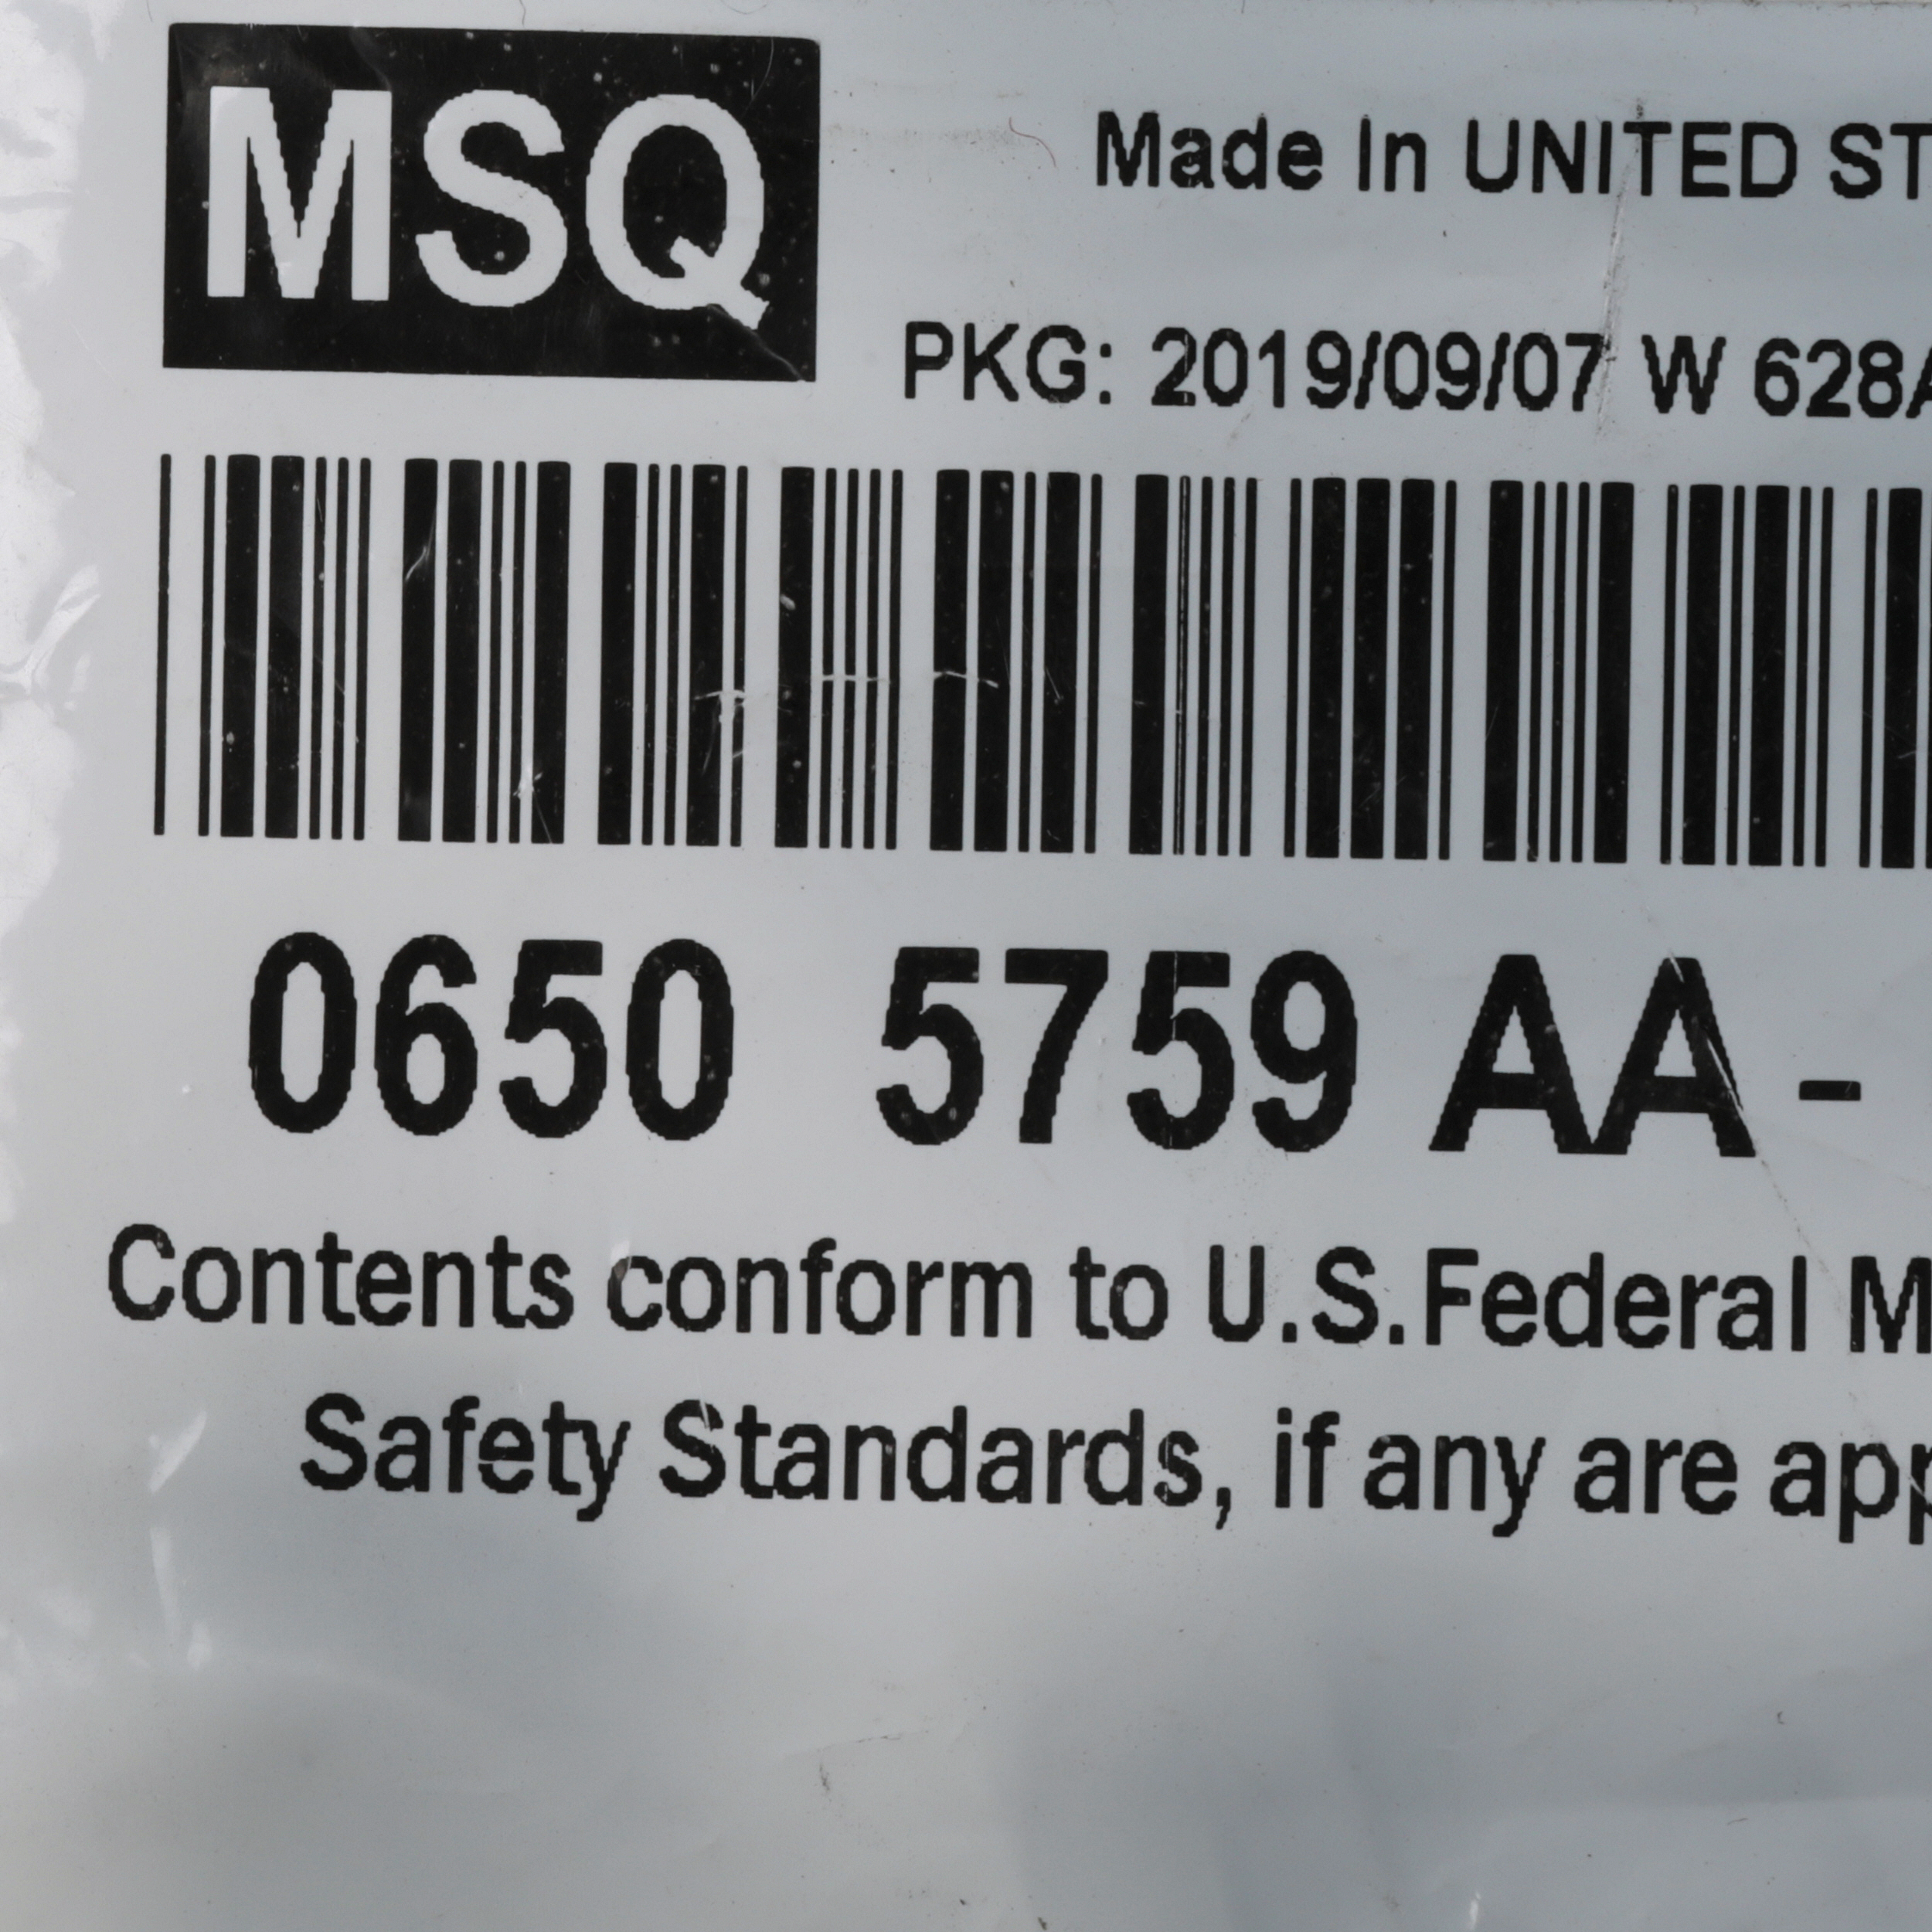 MSQ
Made In UNITED ST
PKG: 2019/09/07 W 628A
0650 5759 AA -
Contents conform to U.S.Federal M
Safety Standards, if any are app